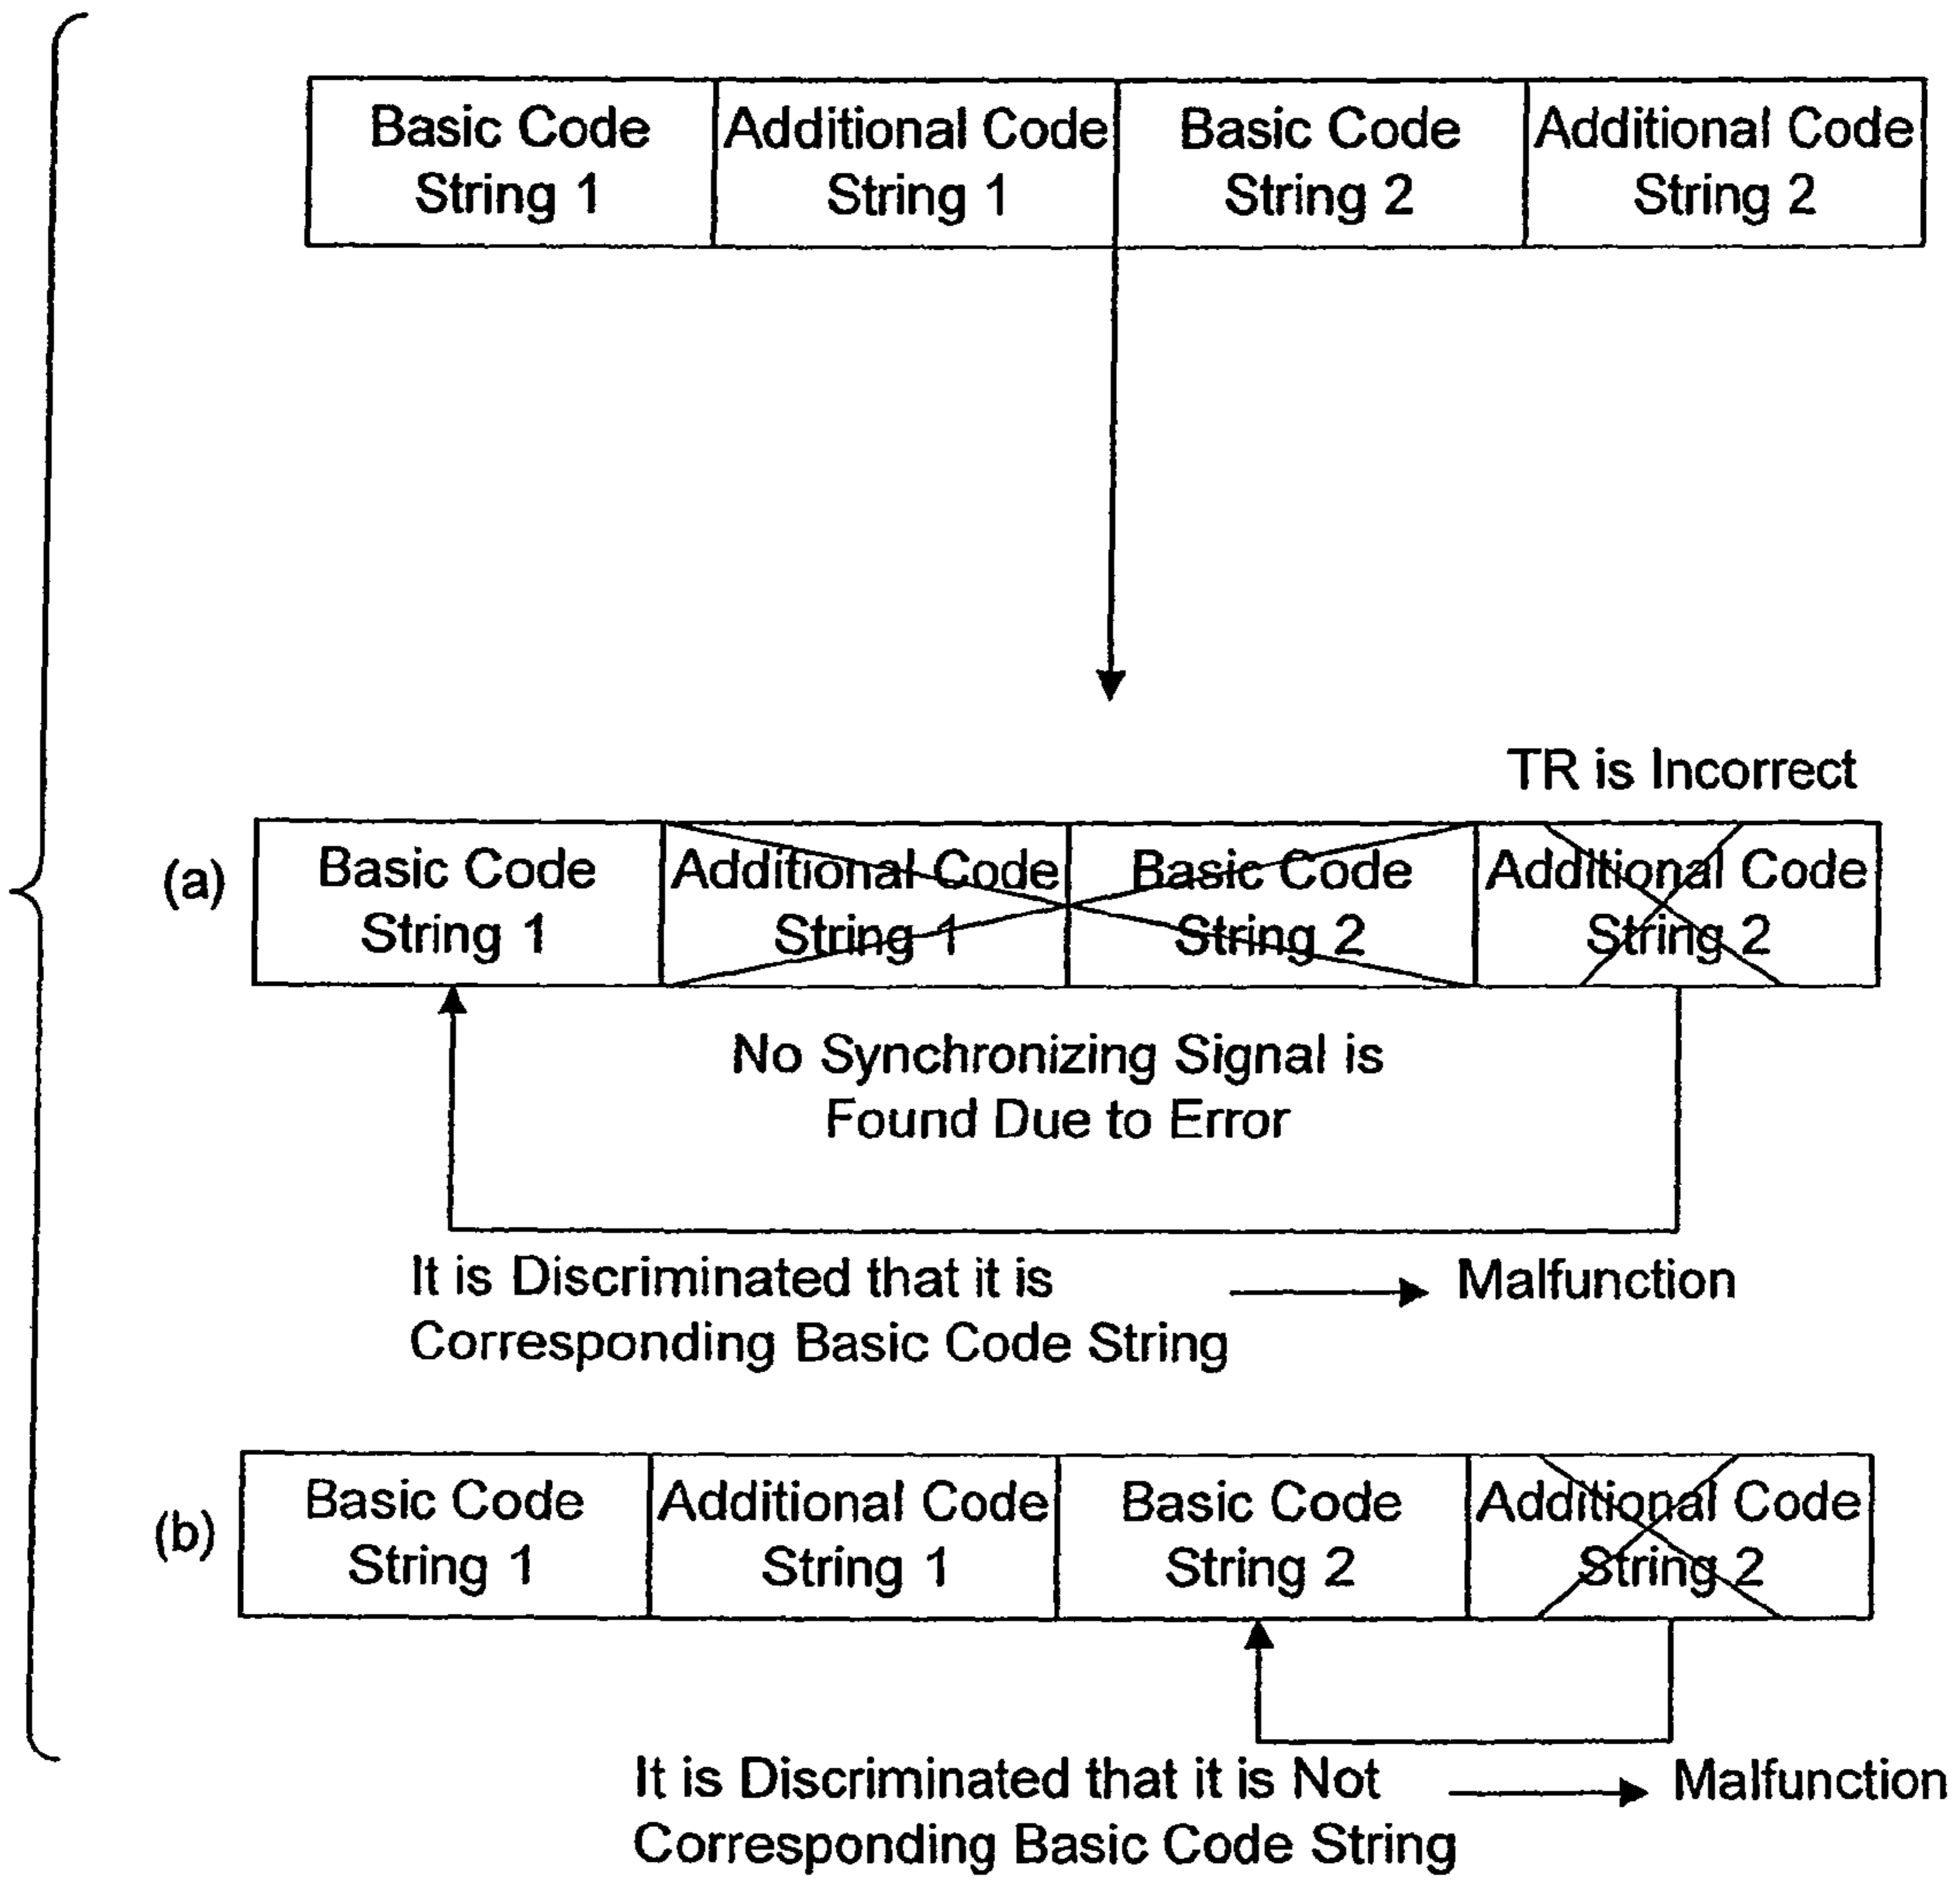 Basic Code String 1
Additional Code String 1
Basic Code String 2
Additional Code String 2
TR is Incorrect
(a)
Basic Code String 1
Additional Code String 1
Basic Code String 2
Additional Code String 2
No Synchronizing Signal is
Found Due to Error
It is Discriminated that it is
Corresponding Basic Code String
Malfunction
(b)
Basic Code String 1
Additional Code String 1
Basic Code String 2
Additional Code String 2
It is Discriminated that it is Not
Corresponding Basic Code String
Malfunction